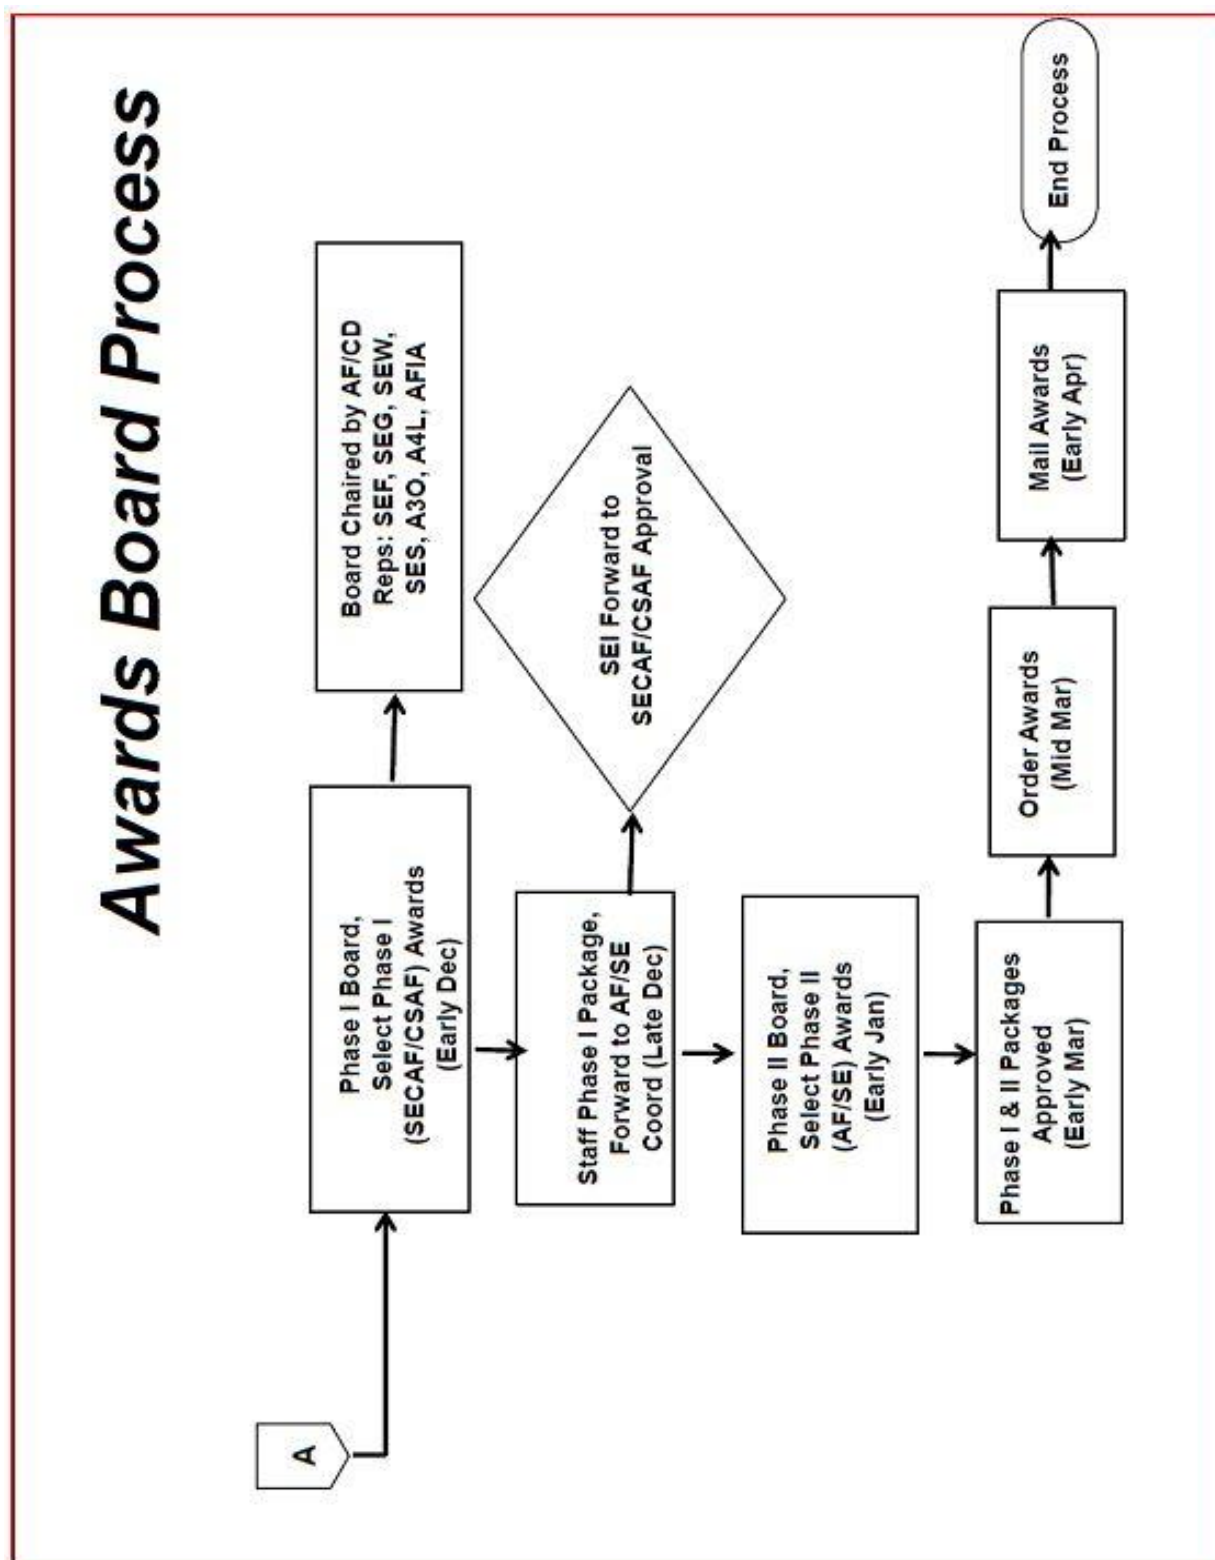 Awards Board Process
A
Phase I Board,
Select Phase I
(SECAF/CSAF) Awards
(Early Dec)
Board Chaired by AF/CD
Reps: SEF, SEG, SEW,
SES, A3O, A4L, AFIA
Staff Phase I Package,
Forward to AF/SE
Coord (Late Dec)
SEI Forward to
SECAF/CSAF Approval
Phase II Board,
Select Phase II
(AF/SE) Awards
(Early Jan)
Phase I & II Packages
Approved
(Early Mar)
Order Awards
(Mid Mar)
Mail Awards
(Early Apr)
End Process